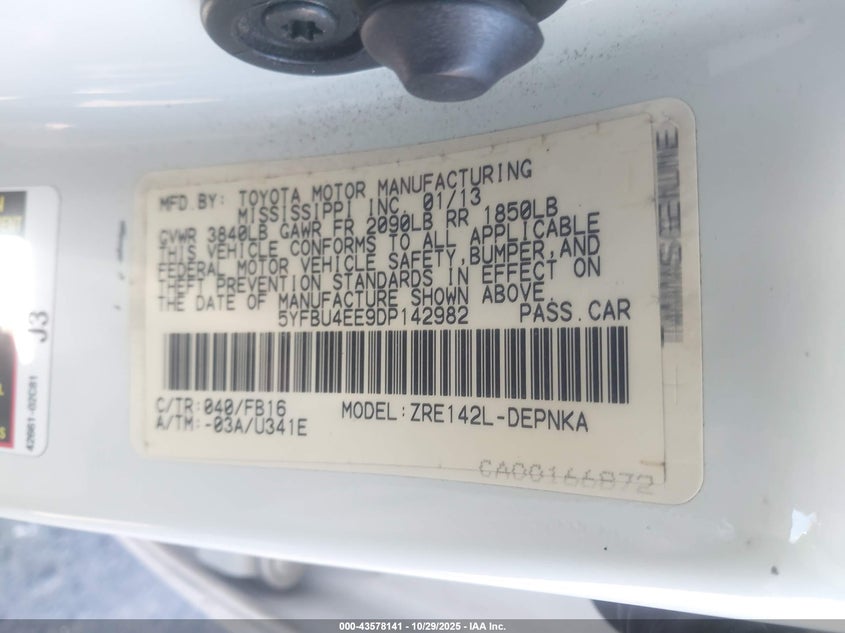 MFD.BY: TOYOTA MOTOR MANUFACTURING
MISSISSIPPI INC. 01/13
GVWR 3840LB GAWR FR 2090LB RR 1850LB
THIS VEHICLE CONFORMS TO ALL APPLICABLE
FEDERAL MOTOR VEHICLE SAFETY,BUMPER,AND
THEFT PREVENTION STANDARDS IN EFFECT ON
THE DATE OF MANUFACTURE SHOWN ABOVE.
5YFBU4EE9DP142982 PASS.CAR
C/TR:040/FB16 MODEL:ZRE142L-DEPNKA
A/TM:-03A/U341E
CA00166872
J3
42661-02C81
000-43578141 | 10/29/2025 - IAA Inc.